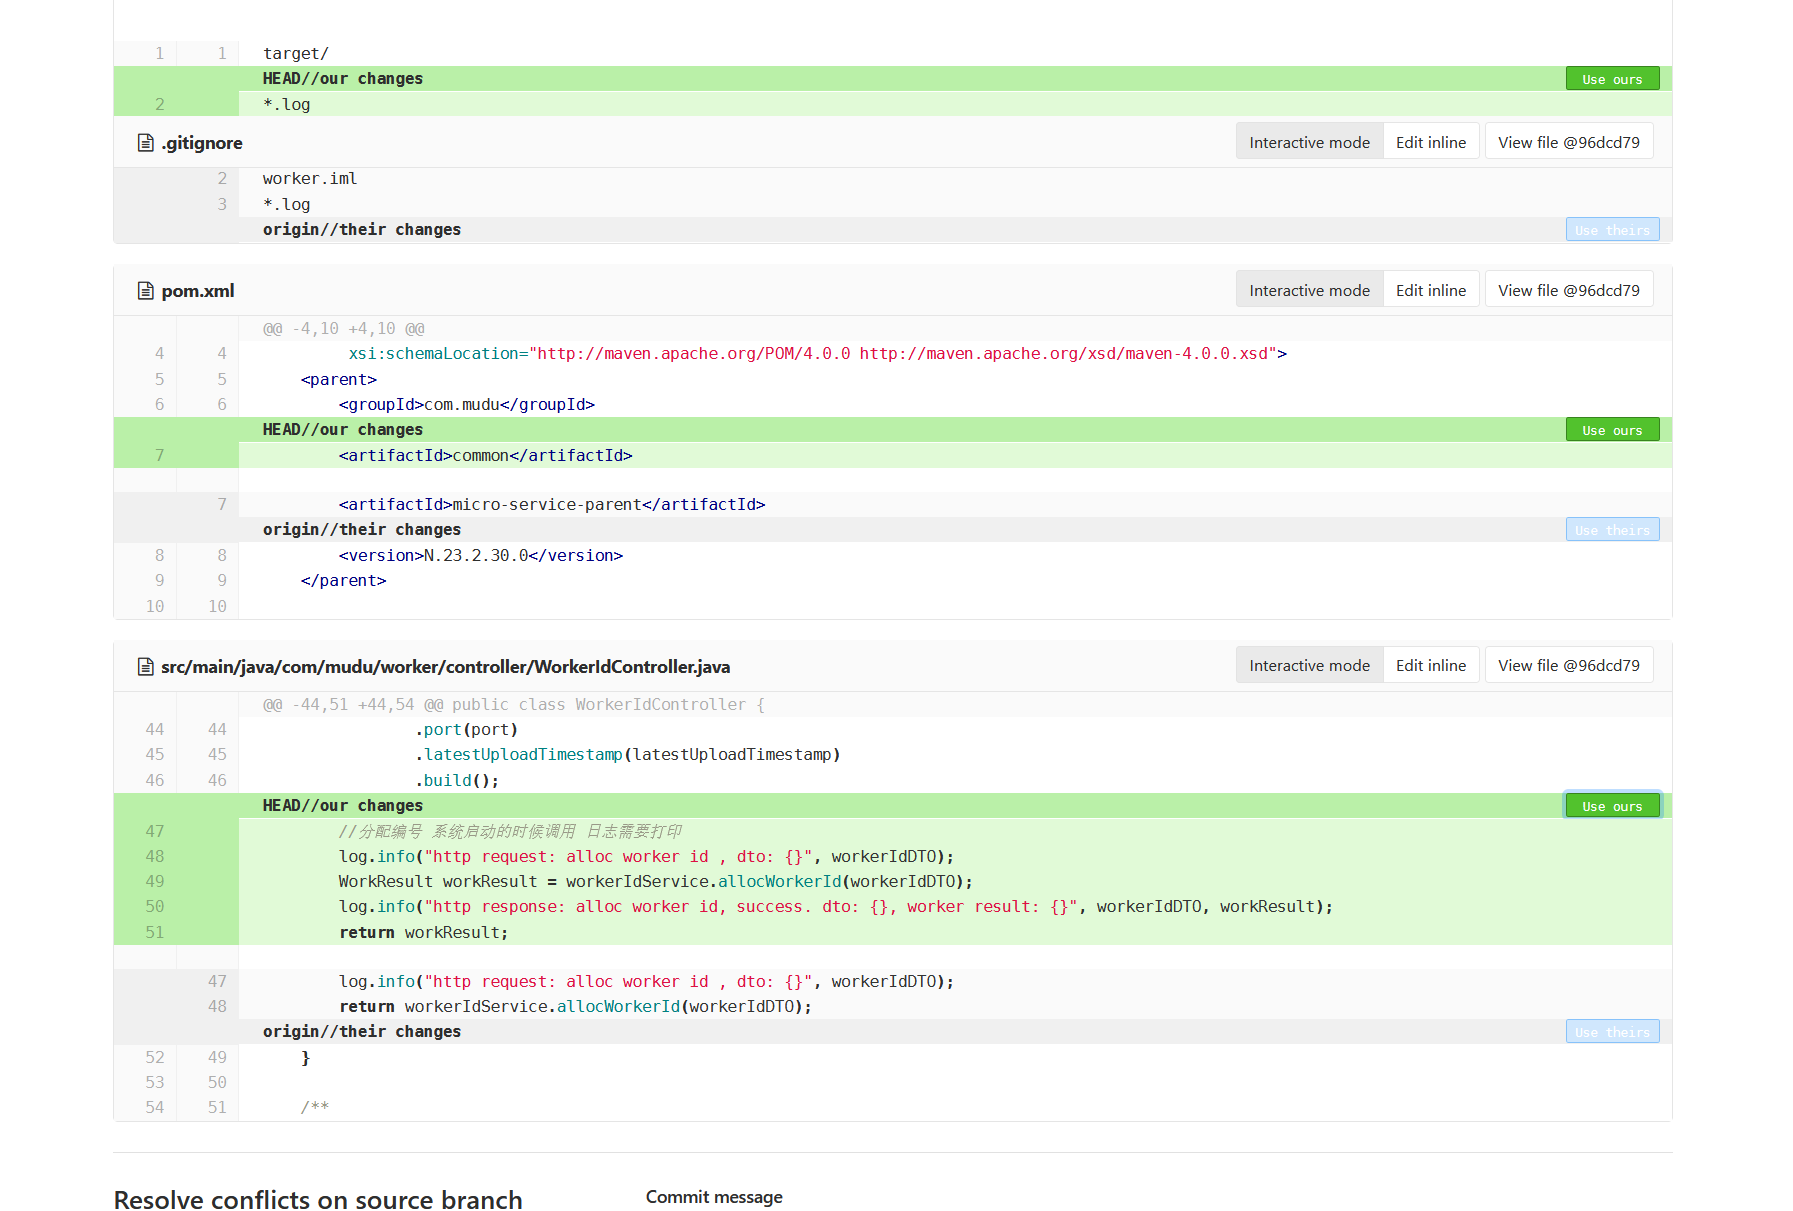 1 1 target/
HEAD//our changes Use ours
2 *.log
.gitignore Interactive mode Edit inline View file @96dcd79
2 worker.iml
3 *.log
origin//their changes Use theirs
pom.xml Interactive mode Edit inline View file @96dcd79
@@ -4,10 +4,10 @@
4 4 xsi:schemaLocation="http://maven.apache.org/POM/4.0.0 http://maven.apache.org/xsd/maven-4.0.0.xsd">
5 5 <parent>
6 6 <groupId>com.mudu</groupId>
HEAD//our changes Use ours
7 <artifactId>common</artifactId>
7 <artifactId>micro-service-parent</artifactId>
origin//their changes Use theirs
8 8 <version>N.23.2.30.0</version>
9 9 </parent>
10 10
src/main/java/com/mudu/worker/controller/WorkerIdController.java Interactive mode Edit inline View file @96dcd79
@@ -44,51 +44,54 @@ public class WorkerIdController {
44 44 .port(port)
45 45 .latestUploadTimestamp(latestUploadTimestamp)
46 46 .build();
HEAD//our changes Use ours
47 //分配编号 系统启动的时候调用 日志需要打印
48 log.info("http request: alloc worker id , dto: {}", workerIdDTO);
49 WorkResult workResult = workerIdService.allocWorkerId(workerIdDTO);
50 log.info("http response: alloc worker id, success. dto: {}, worker result: {}", workerIdDTO, workResult);
51 return workResult;
47 log.info("http request: alloc worker id , dto: {}", workerIdDTO);
48 return workerIdService.allocWorkerId(workerIdDTO);
origin//their changes Use theirs
52 49 }
53 50
54 51 /**
Resolve conflicts on source branch Commit message